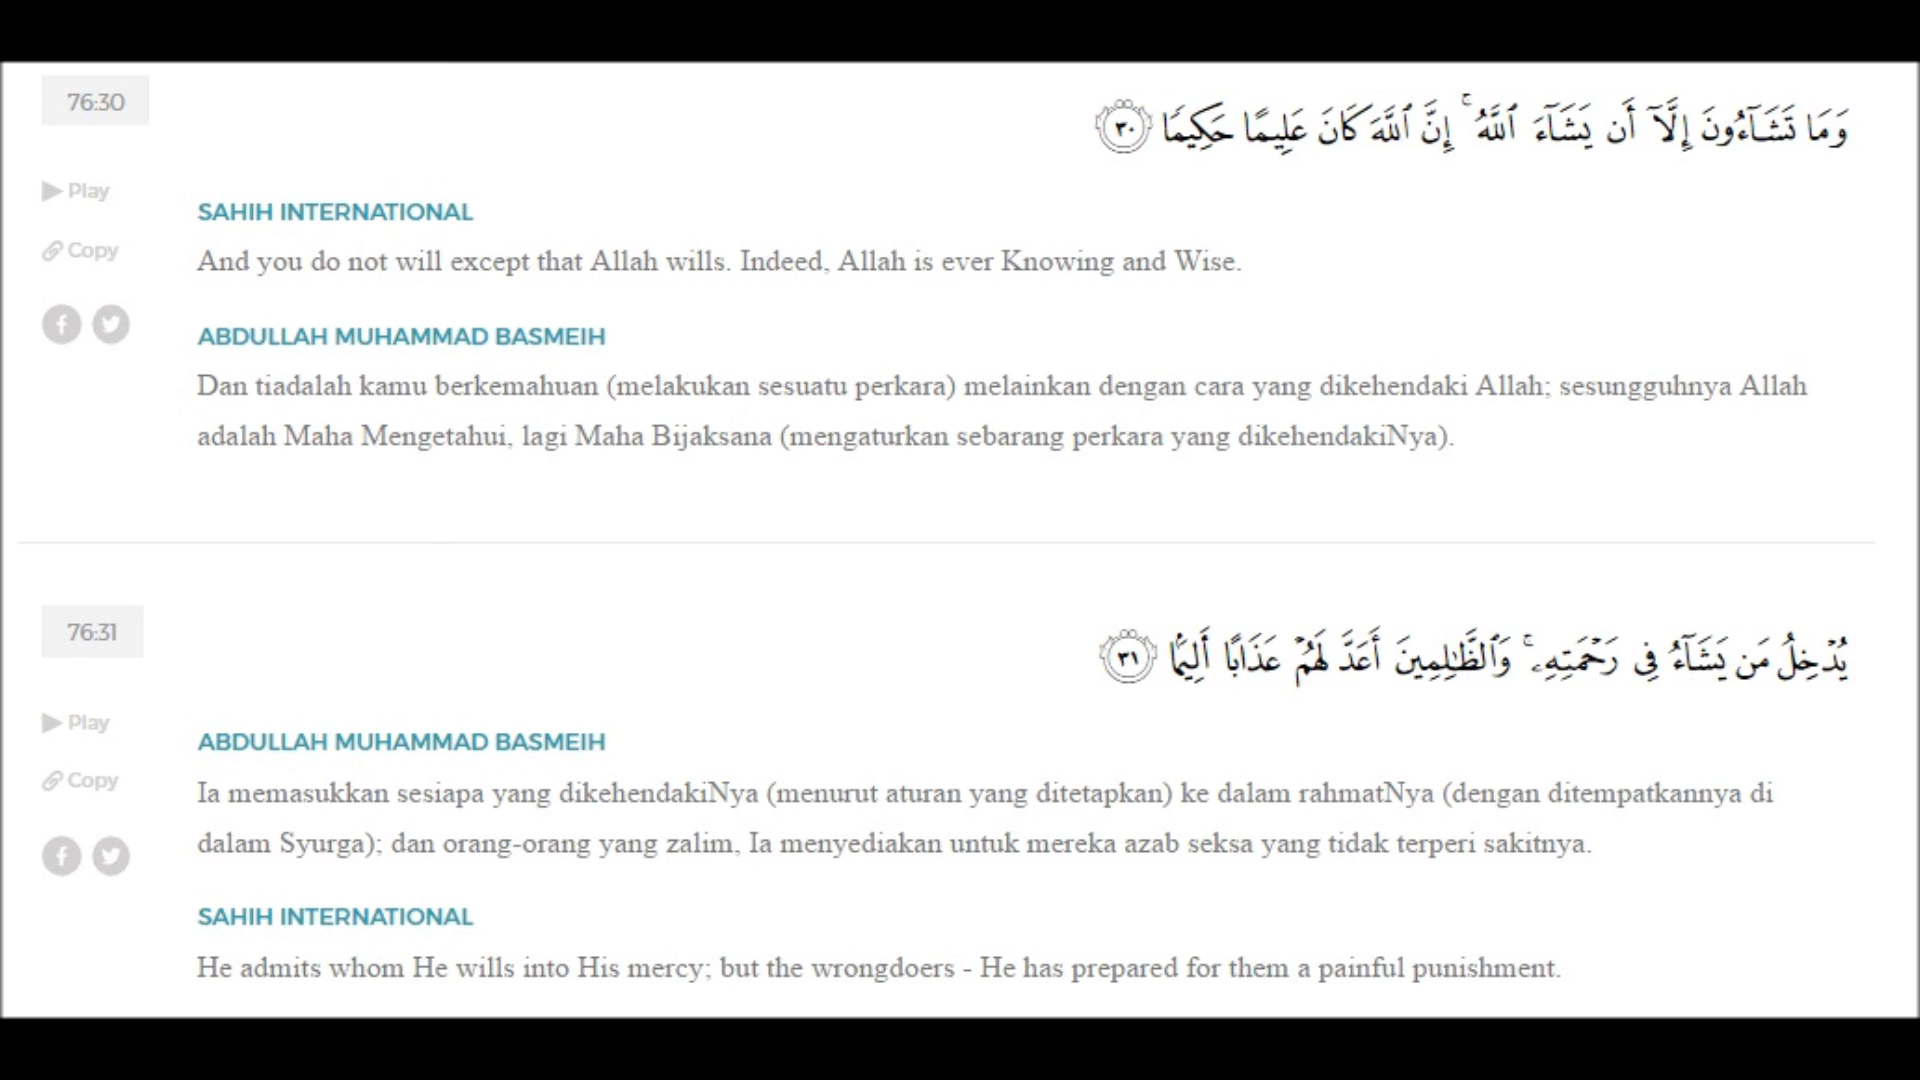 76:30
وَمَا تَشَآءُونَ إِلَّآ أَن يَشَآءَ ٱللَّهُ ۚ إِنَّ ٱللَّهَ كَانَ عَلِيمًا حَكِيمًا ٣٠
Play
SAHIH INTERNATIONAL
Copy
And you do not will except that Allah wills. Indeed, Allah is ever Knowing and Wise.
ABDULLAH MUHAMMAD BASMEIH
Dan tiadalah kamu berkemahuan (melakukan sesuatu perkara) melainkan dengan cara yang dikehendaki Allah; sesungguhnya Allah
adalah Maha Mengetahui, lagi Maha Bijaksana (mengaturkan sebarang perkara yang dikehendakiNya).
76:31
يُدْخِلُ مَن يَشَآءُ فِى رَحْمَتِهِۦ ۚ وَٱلظَّٰلِمِينَ أَعَدَّ لَهُمْ عَذَابًا أَلِيمًۢا ٣١
Play
ABDULLAH MUHAMMAD BASMEIH
Copy
Ia memasukkan sesiapa yang dikehendakiNya (menurut aturan yang ditetapkan) ke dalam rahmatNya (dengan ditempatkannya di
dalam Syurga); dan orang-orang yang zalim, Ia menyediakan untuk mereka azab seksa yang tidak terperi sakitnya.
SAHIH INTERNATIONAL
He admits whom He wills into His mercy; but the wrongdoers - He has prepared for them a painful punishment.